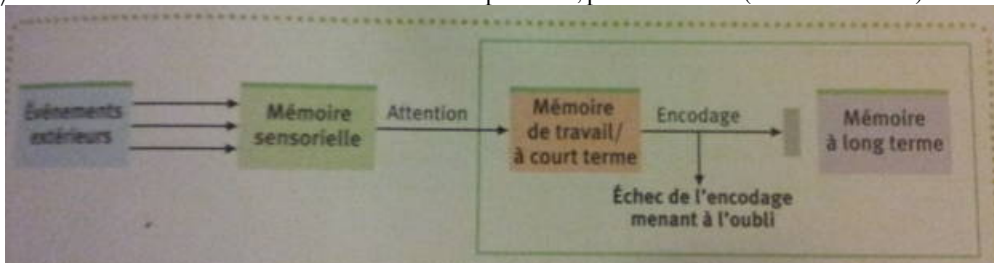 Événements
extérieurs
Mémoire
sensorielle
Attention
Mémoire
de travail/
à court terme
Encodage
Mémoire
à long terme
Échec de l'encodage
menant à l'oubli